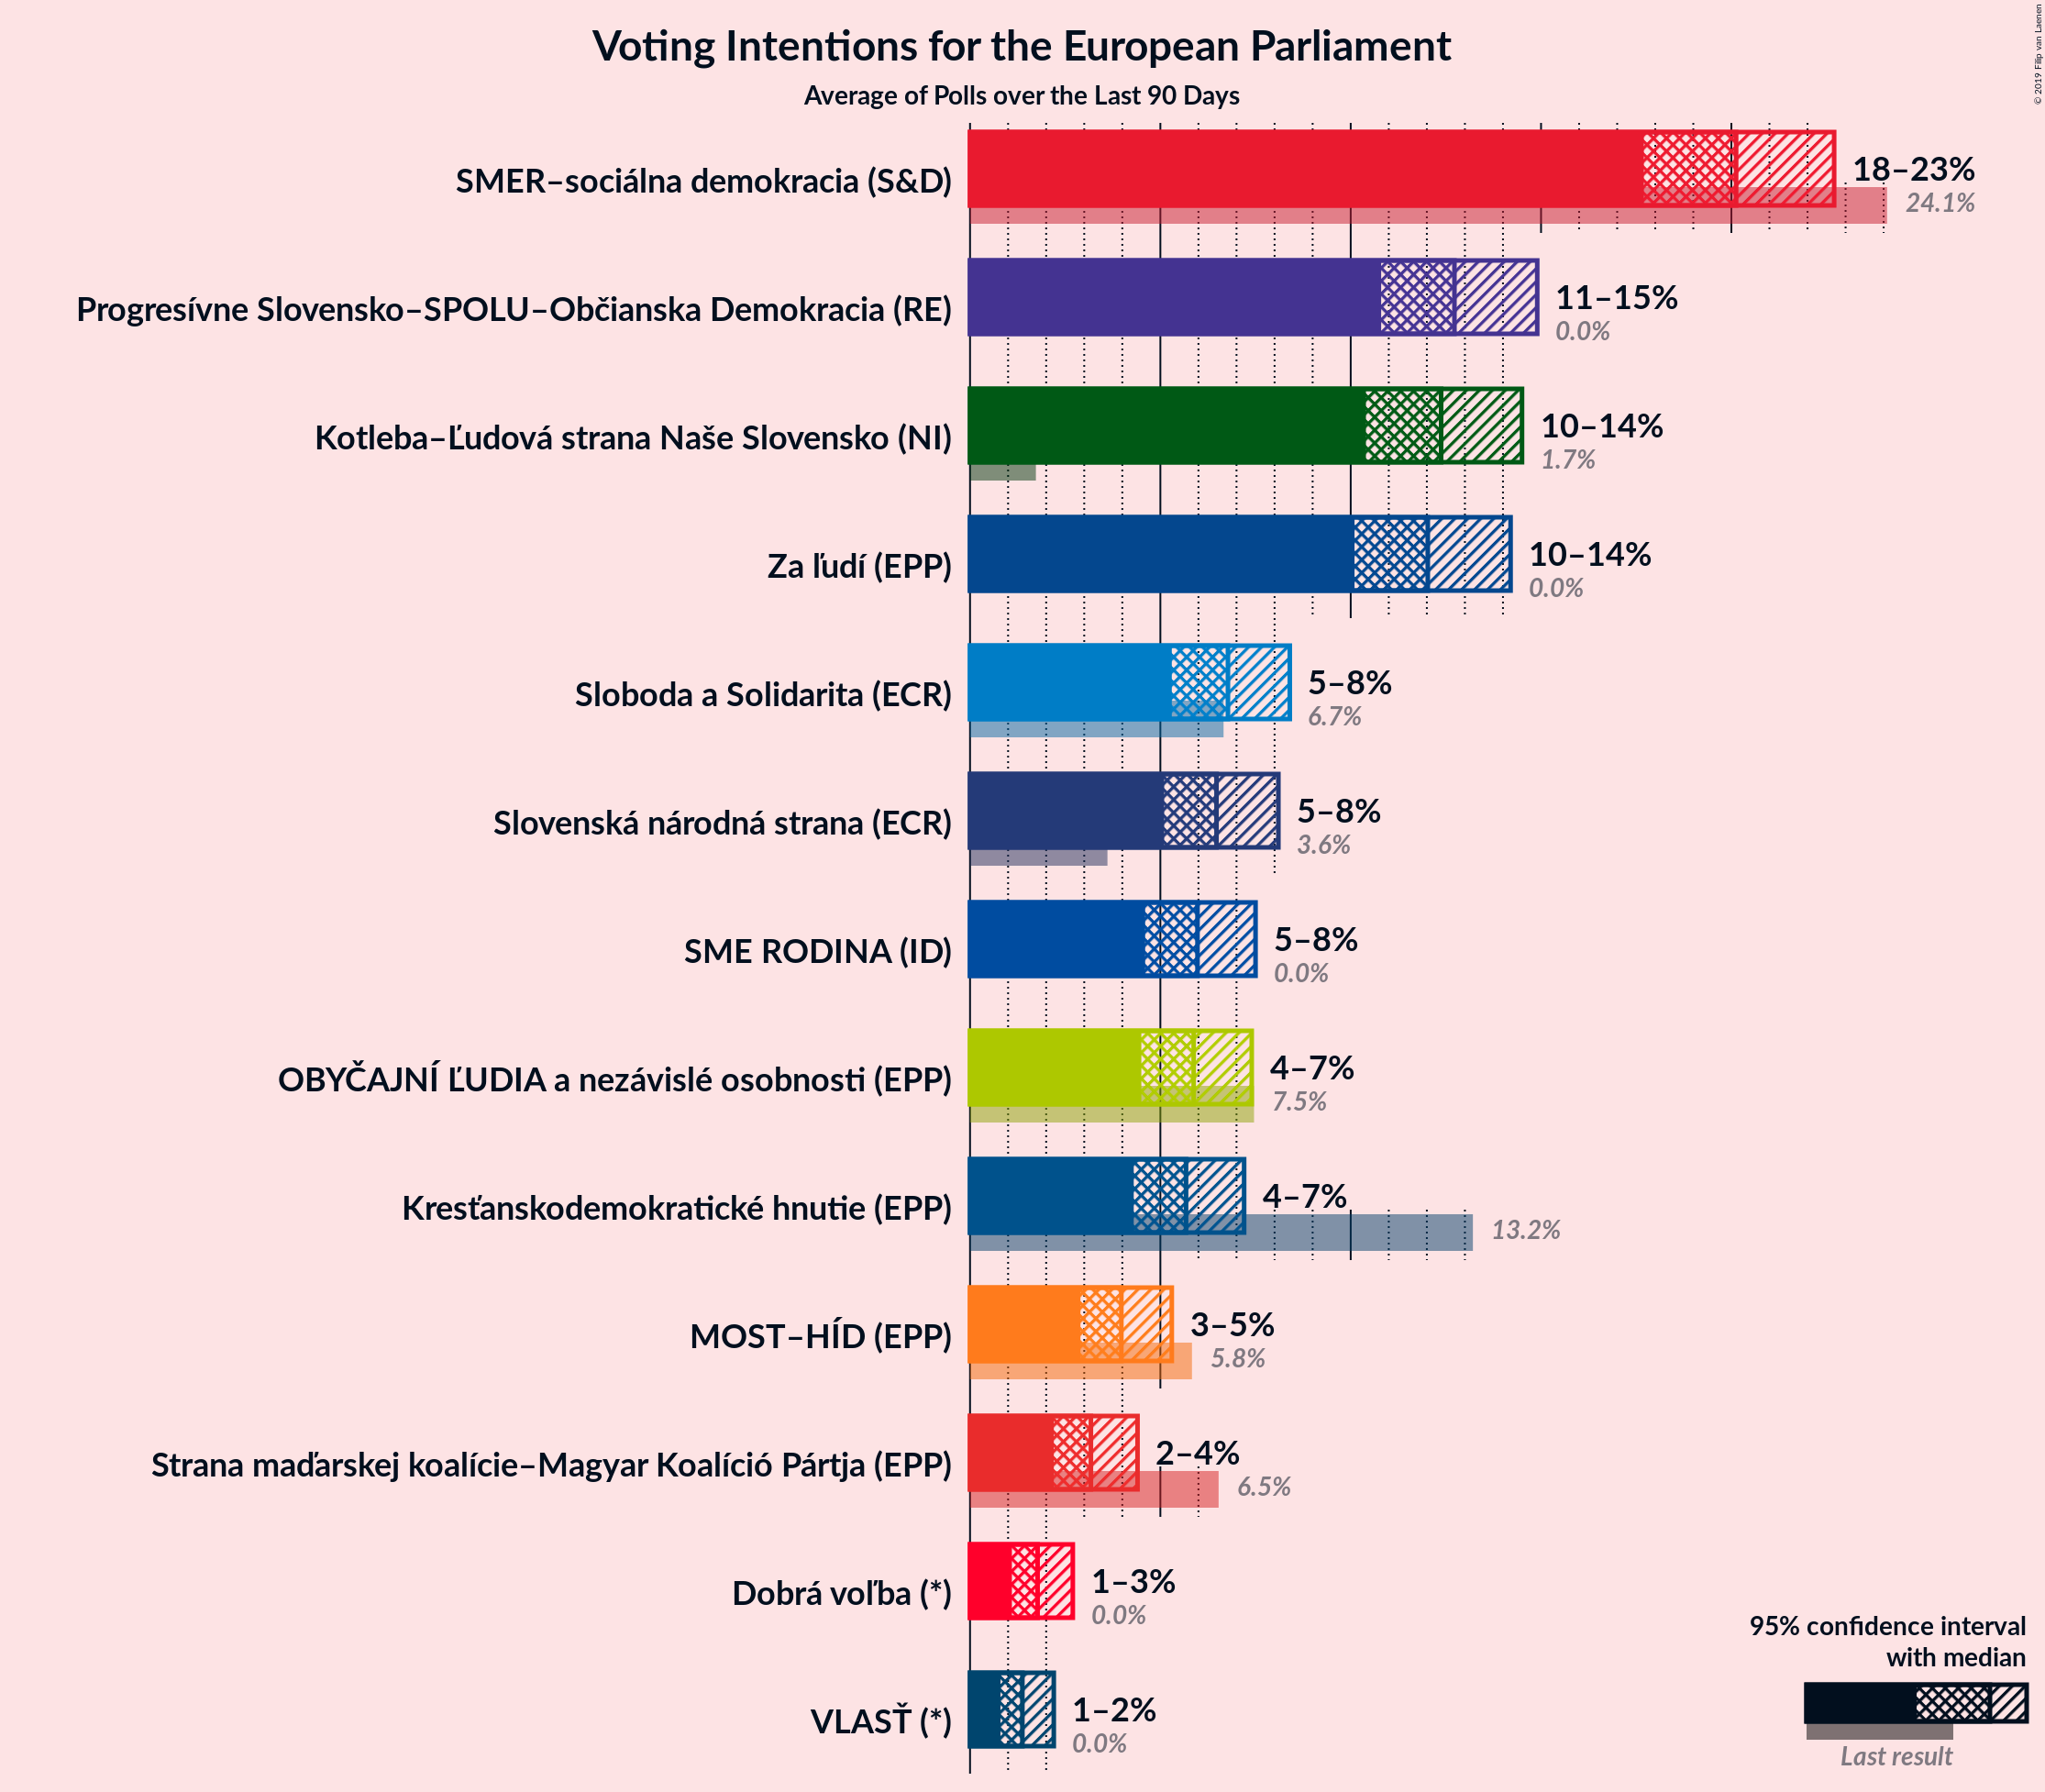 Voting Intentions for the European Parliament
Average of Polls over the Last 90 Days
© 2019 Filip van Laenen
SMER–sociálna demokracia (S&D)
18–23%
24.1%
Progresívne Slovensko–SPOLU–Občianska Demokracia (RE)
11–15%
0.0%
Kotleba–Ľudová strana Naše Slovensko (NI)
10–14%
1.7%
Za ľudí (EPP)
10–14%
0.0%
Sloboda a Solidarita (ECR)
5–8%
6.7%
Slovenská národná strana (ECR)
5–8%
3.6%
SME RODINA (ID)
5–8%
0.0%
OBYČAJNÍ ĽUDIA a nezávislé osobnosti (EPP)
4–7%
7.5%
Kresťanskodemokratické hnutie (EPP)
4–7%
13.2%
MOST–HÍD (EPP)
3–5%
5.8%
Strana maďarskej koalície–Magyar Koalíció Pártja (EPP)
2–4%
6.5%
Dobrá voľba (*)
1–3%
0.0%
VLASŤ (*)
1–2%
0.0%
95% confidence interval
with median
Last result